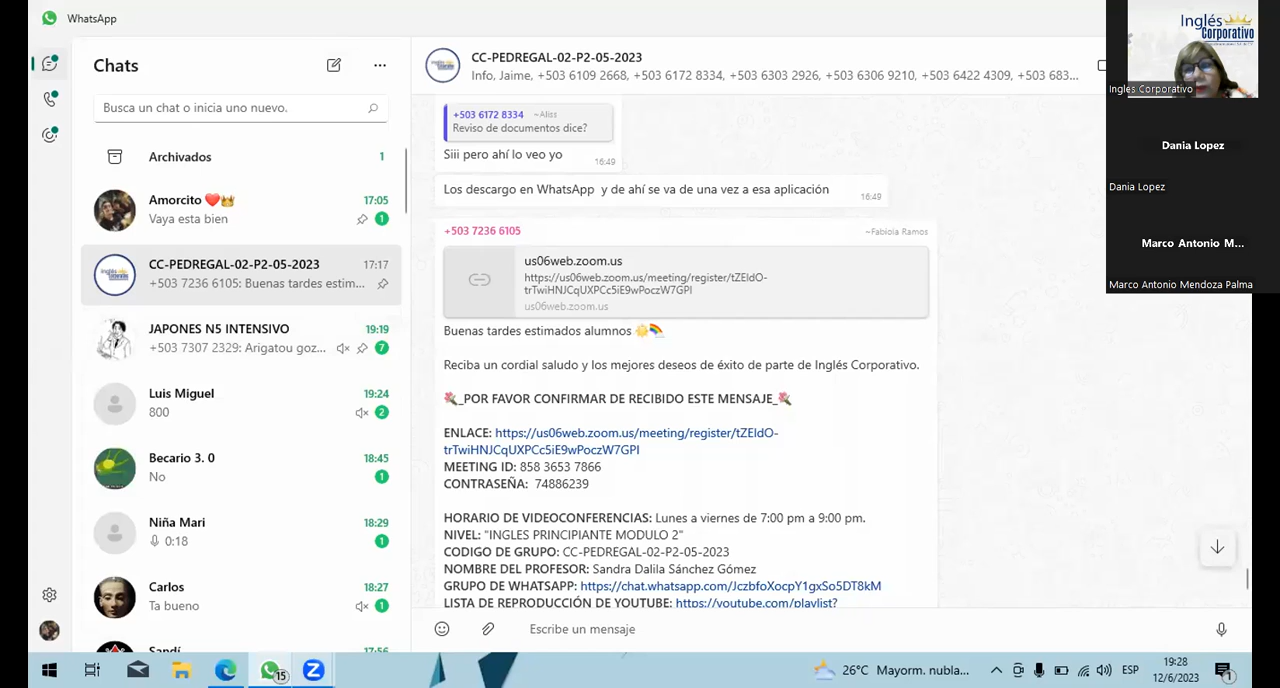 WhatsApp
Chats
Busca un chat o inicia uno nuevo.
Archivados
1
Amorcito
17:05
Vaya esta bien
1
CC-PEDREGAL-02-P2-05-2023
17:17
+503 7236 6105: Buenas tardes estim...
JAPONES N5 INTENSIVO
19:19
+503 7307 2329: Arigatou goz...
7
Luis Miguel
19:24
800
2
Becario 3. 0
18:45
No
1
Niña Mari
18:29
0:18
1
Carlos
18:27
Ta bueno
1
Sandí
17:56
CC-PEDREGAL-02-P2-05-2023
Info, Jaime, +503 6109 2668, +503 6172 8334, +503 6303 2926, +503 6306 9210, +503 6422 4309, +503 683...
+503 6172 8334 ~Aliss
Reviso de documentos dice?
Siii pero ahí lo veo yo
16:49
Los descargo en WhatsApp y de ahí se va de una vez a esa aplicación
16:49
+503 7236 6105
~Fabiola Ramos
us06web.zoom.us
https://us06web.zoom.us/meeting/register/tZEldO-
trTwiHNJCqUXPCc5iE9wPoczW7GPI
us06web.zoom.us
Buenas tardes estimados alumnos
Reciba un cordial saludo y los mejores deseos de éxito de parte de Inglés Corporativo.
_POR FAVOR CONFIRMAR DE RECIBIDO ESTE MENSAJE_
ENLACE: https://us06web.zoom.us/meeting/register/tZEldO-
trTwiHNJCqUXPCc5iE9wPoczW7GPI
MEETING ID: 858 3653 7866
CONTRASEÑA: 74886239
HORARIO DE VIDEOCONFERENCIAS: Lunes a viernes de 7:00 pm a 9:00 pm.
NIVEL: "INGLES PRINCIPIANTE MODULO 2"
CODIGO DE GRUPO: CC-PEDREGAL-02-P2-05-2023
NOMBRE DEL PROFESOR: Sandra Dalila Sánchez Gómez
GRUPO DE WHATSAPP: https://chat.whatsapp.com/JczbfoXocpY1gxSo5DT8kM
LISTA DE REPRODUCCIÓN DE YOUTUBE: https://youtube.com/playlist?
Escribe un mensaje
Inglés
Corporativo
Ingles Corporativo
Dania Lopez
Dania Lopez
Marco Antonio M...
Marco Antonio Mendoza Palma
15
26°C Mayorm. nubla...
ESP
19:28
12/6/2023
1